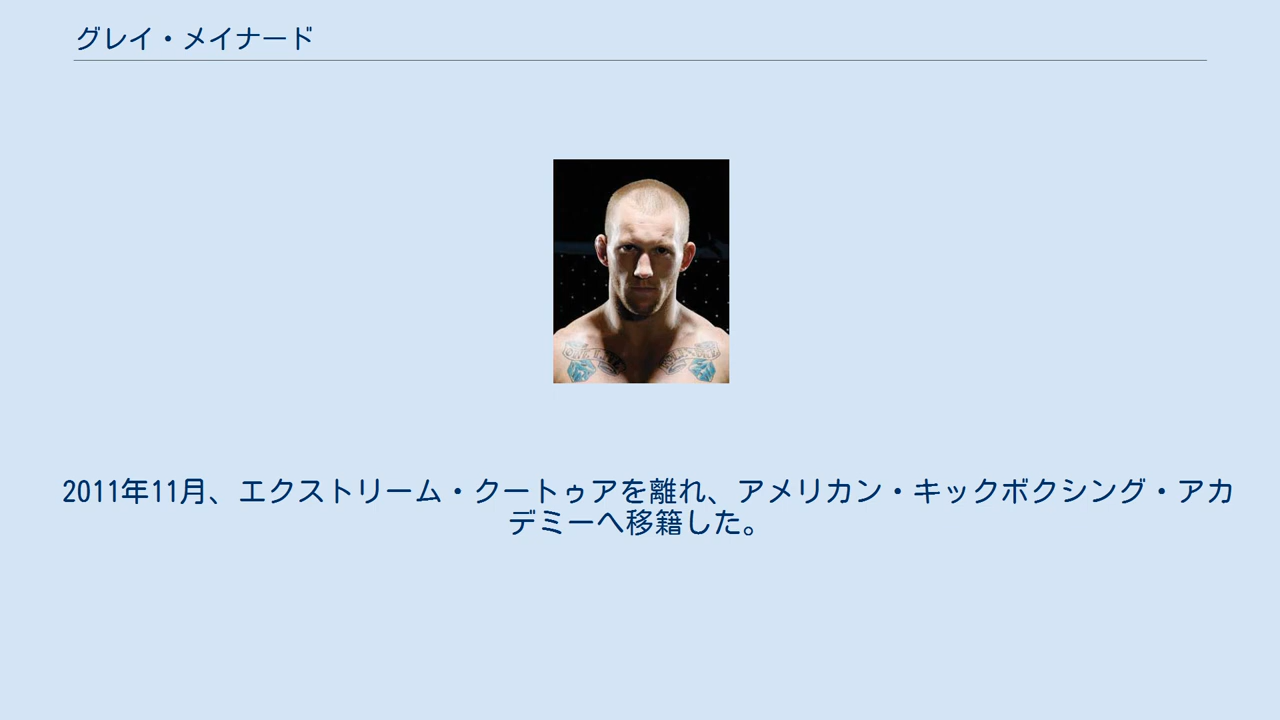 グレイ・メイナード
2011年11月、エクストリーム・クートゥアを離れ、アメリカン・キックボクシング・アカ
デミーへ移籍した。